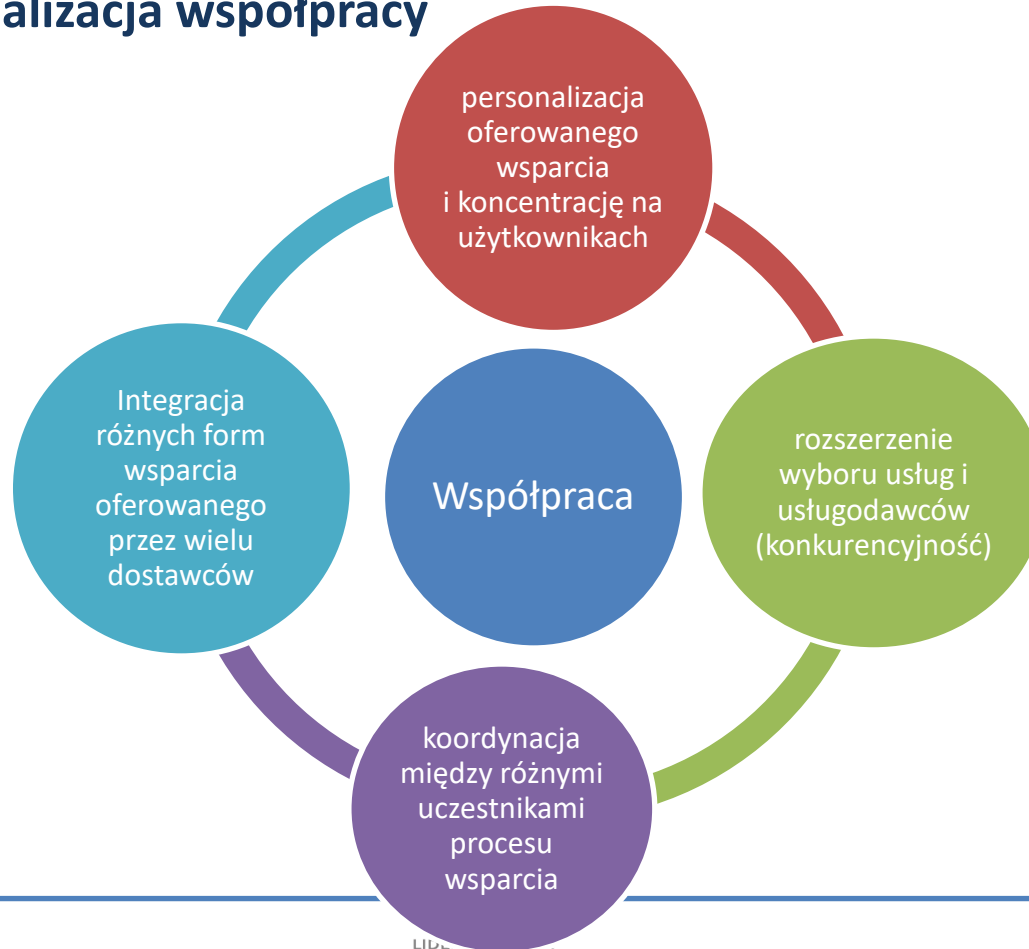 współpracy
personalizacja
oferowanego
wsparcia
i koncentrację na
użytkownikach
Integracja
różnych form
wsparcia
oferowanego
przez wielu
dostawców
Współpraca
rozszerzenie
wyboru usług i
usługodawców
(konkurencyjność)
koordynacja
między różnymi
uczestnikami
procesu
wsparcia